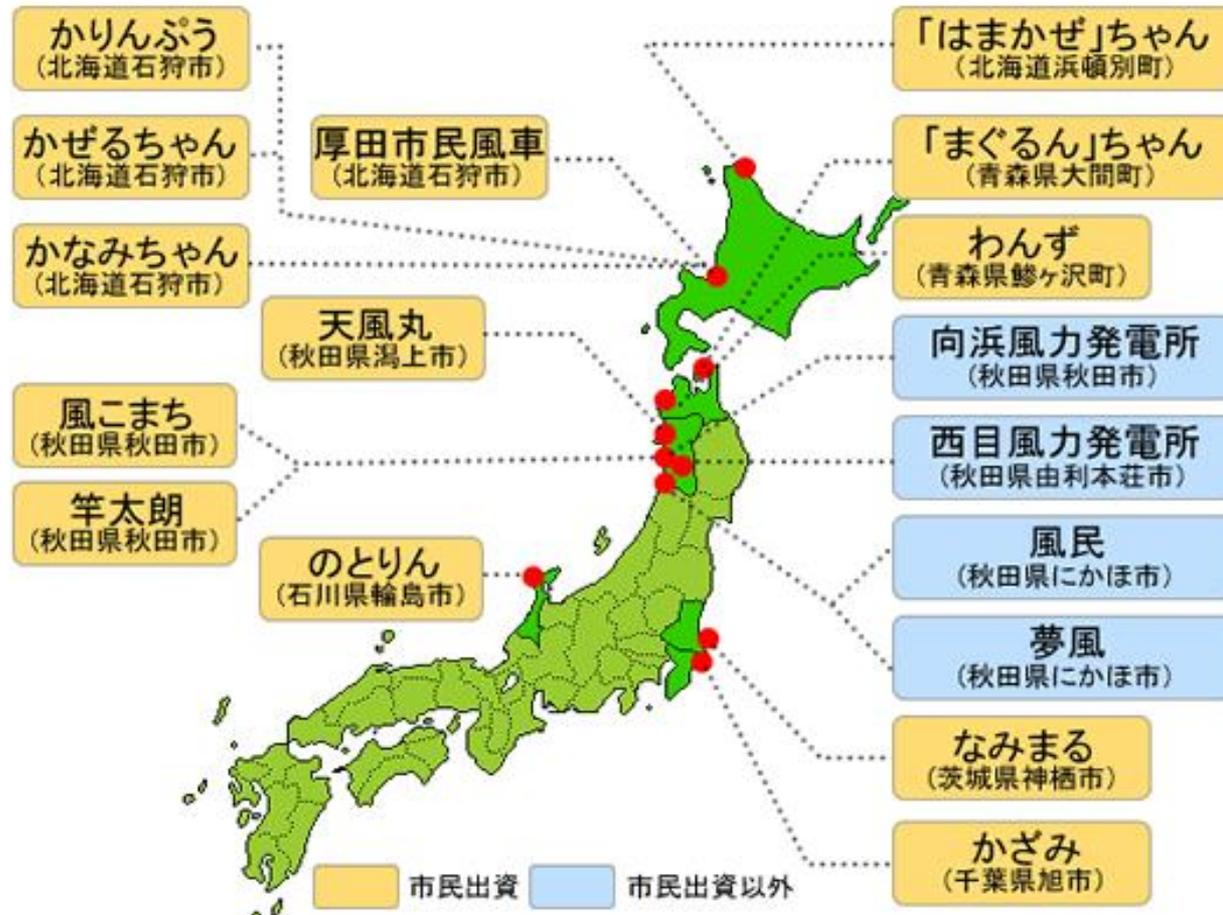 かりんぷう
(北海道石狩市)
かぜるちゃん
(北海道石狩市)
かなみちゃん
(北海道石狩市)
厚田市民風車
(北海道石狩市)
天風丸
(秋田県潟上市)
風こまち
(秋田県秋田市)
竿太朗
(秋田県秋田市)
のとりん
(石川県輪島市)
「はまかぜ」ちゃん
(北海道浜頓別町)
「まぐるん」ちゃん
(青森県大間町)
わんず
(青森県鯵ヶ沢町)
向浜風力発電所
(秋田県秋田市)
西目風力発電所
(秋田県由利本荘市)
風民
(秋田県にかほ市)
夢風
(秋田県にかほ市)
なみまる
(茨城県神栖市)
かざみ
(千葉県旭市)
市民出資
市民出資以外